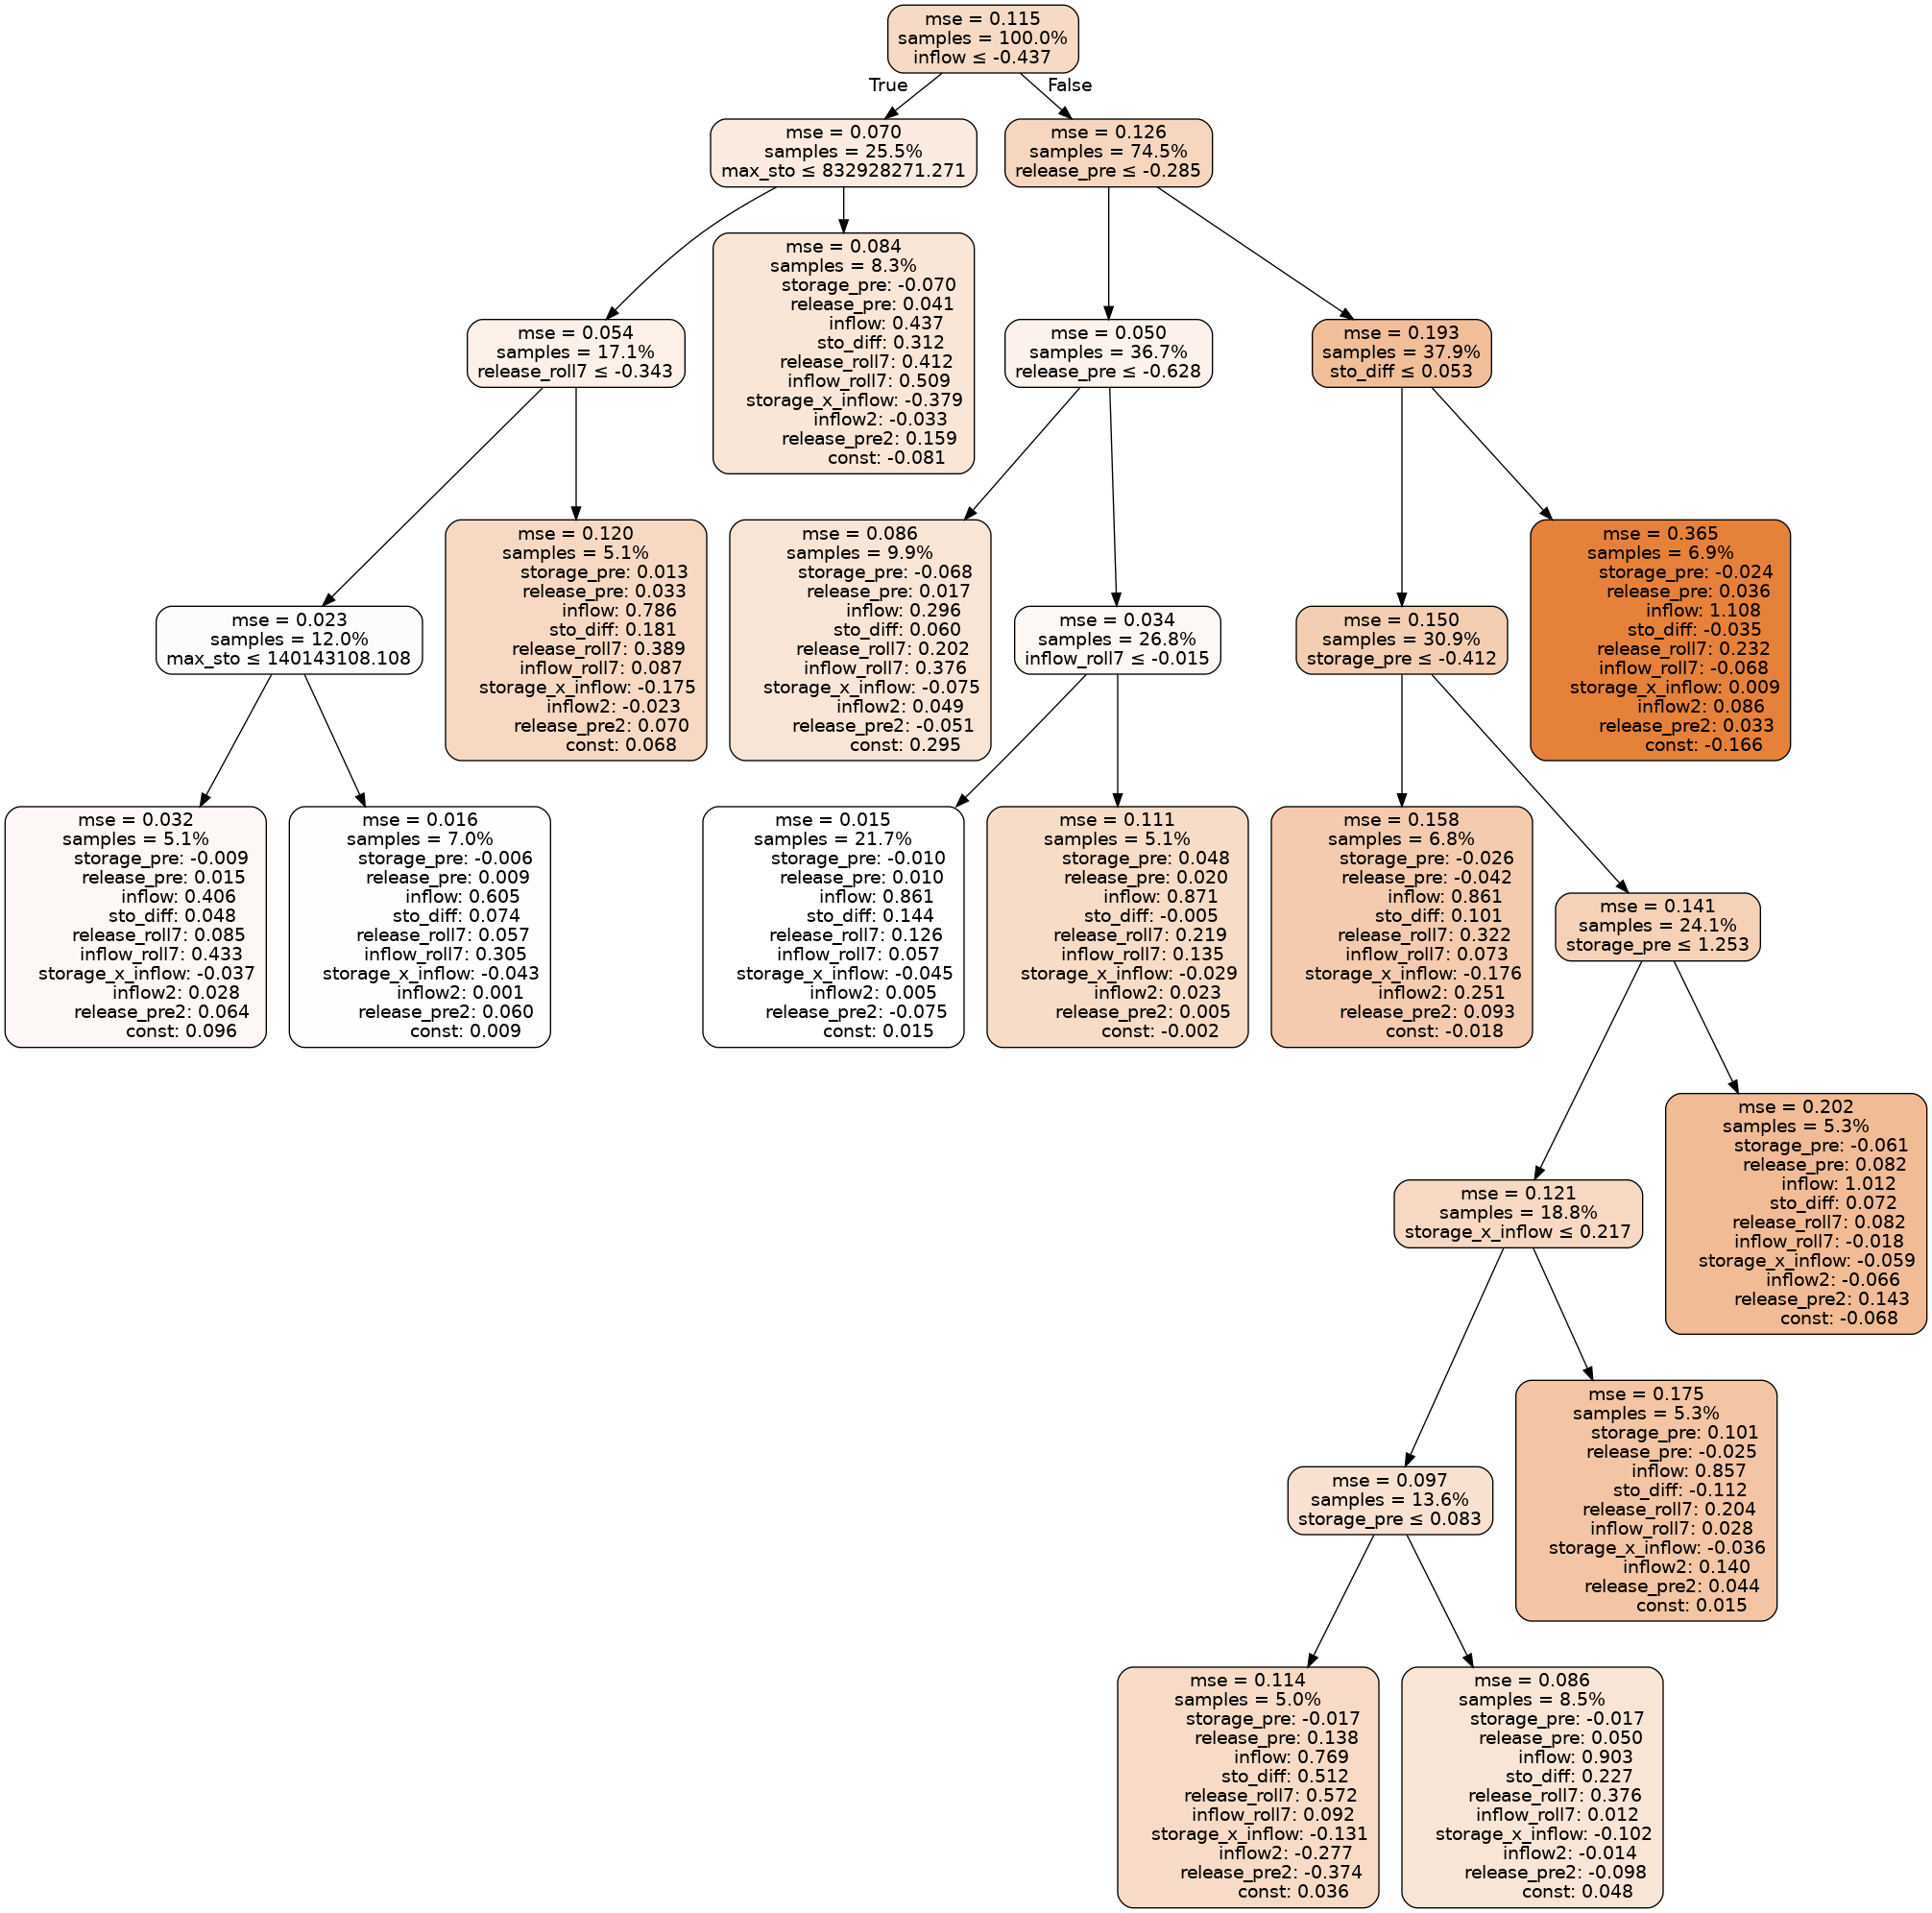 mse = 0.115
samples = 100.0%
inflow ≤ -0.437
True
False
mse = 0.070
samples = 25.5%
max_sto ≤ 832928271.271
mse = 0.126
samples = 74.5%
release_pre ≤ -0.285
mse = 0.084
samples = 8.3%
storage_pre: -0.070
release_pre: 0.041
inflow: 0.437
sto_diff: 0.312
release_roll7: 0.412
inflow_roll7: 0.509
storage_x_inflow: -0.379
inflow2: -0.033
release_pre2: 0.159
const: -0.081
mse = 0.054
samples = 17.1%
release_roll7 ≤ -0.343
mse = 0.050
samples = 36.7%
release_pre ≤ -0.628
mse = 0.193
samples = 37.9%
sto_diff ≤ 0.053
mse = 0.120
samples = 5.1%
storage_pre: 0.013
release_pre: 0.033
inflow: 0.786
sto_diff: 0.181
release_roll7: 0.389
inflow_roll7: 0.087
storage_x_inflow: -0.175
inflow2: -0.023
release_pre2: 0.070
const: 0.068
mse = 0.086
samples = 9.9%
storage_pre: -0.068
release_pre: 0.017
inflow: 0.296
sto_diff: 0.060
release_roll7: 0.202
inflow_roll7: 0.376
storage_x_inflow: -0.075
inflow2: 0.049
release_pre2: -0.051
const: 0.295
mse = 0.365
samples = 6.9%
storage_pre: -0.024
release_pre: 0.036
inflow: 1.108
sto_diff: -0.035
release_roll7: 0.232
inflow_roll7: -0.068
storage_x_inflow: 0.009
inflow2: 0.086
release_pre2: 0.033
const: -0.166
mse = 0.023
samples = 12.0%
max_sto ≤ 140143108.108
mse = 0.034
samples = 26.8%
inflow_roll7 ≤ -0.015
mse = 0.150
samples = 30.9%
storage_pre ≤ -0.412
mse = 0.032
samples = 5.1%
storage_pre: -0.009
release_pre: 0.015
inflow: 0.406
sto_diff: 0.048
release_roll7: 0.085
inflow_roll7: 0.433
storage_x_inflow: -0.037
inflow2: 0.028
release_pre2: 0.064
const: 0.096
mse = 0.016
samples = 7.0%
storage_pre: -0.006
release_pre: 0.009
inflow: 0.605
sto_diff: 0.074
release_roll7: 0.057
inflow_roll7: 0.305
storage_x_inflow: -0.043
inflow2: 0.001
release_pre2: 0.060
const: 0.009
mse = 0.015
samples = 21.7%
storage_pre: -0.010
release_pre: 0.010
inflow: 0.861
sto_diff: 0.144
release_roll7: 0.126
inflow_roll7: 0.057
storage_x_inflow: -0.045
inflow2: 0.005
release_pre2: -0.075
const: 0.015
mse = 0.111
samples = 5.1%
storage_pre: 0.048
release_pre: 0.020
inflow: 0.871
sto_diff: -0.005
release_roll7: 0.219
inflow_roll7: 0.135
storage_x_inflow: -0.029
inflow2: 0.023
release_pre2: 0.005
const: -0.002
mse = 0.158
samples = 6.8%
storage_pre: -0.026
release_pre: -0.042
inflow: 0.861
sto_diff: 0.101
release_roll7: 0.322
inflow_roll7: 0.073
storage_x_inflow: -0.176
inflow2: 0.251
release_pre2: 0.093
const: -0.018
mse = 0.141
samples = 24.1%
storage_pre ≤ 1.253
mse = 0.121
samples = 18.8%
storage_x_inflow ≤ 0.217
mse = 0.202
samples = 5.3%
storage_pre: -0.061
release_pre: 0.082
inflow: 1.012
sto_diff: 0.072
release_roll7: 0.082
inflow_roll7: -0.018
storage_x_inflow: -0.059
inflow2: -0.066
release_pre2: 0.143
const: -0.068
mse = 0.097
samples = 13.6%
storage_pre ≤ 0.083
mse = 0.175
samples = 5.3%
storage_pre: 0.101
release_pre: -0.025
inflow: 0.857
sto_diff: -0.112
release_roll7: 0.204
inflow_roll7: 0.028
storage_x_inflow: -0.036
inflow2: 0.140
release_pre2: 0.044
const: 0.015
mse = 0.114
samples = 5.0%
storage_pre: -0.017
release_pre: 0.138
inflow: 0.769
sto_diff: 0.512
release_roll7: 0.572
inflow_roll7: 0.092
storage_x_inflow: -0.131
inflow2: -0.277
release_pre2: -0.374
const: 0.036
mse = 0.086
samples = 8.5%
storage_pre: -0.017
release_pre: 0.050
inflow: 0.903
sto_diff: 0.227
release_roll7: 0.376
inflow_roll7: 0.012
storage_x_inflow: -0.102
inflow2: -0.014
release_pre2: -0.098
const: 0.048